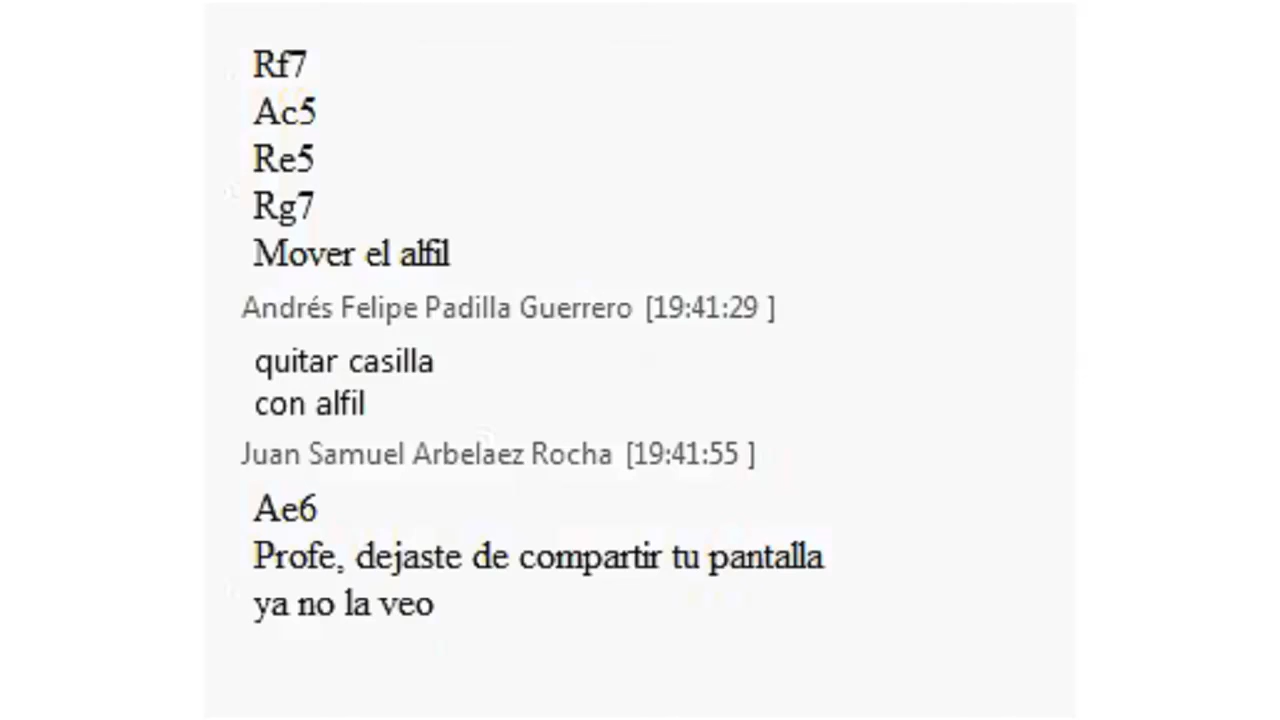 Rf7
Ac5
Re5
Rg7
Mover el alfil
Andrés Felipe Padilla Guerrero [19:41:29 ]
quitar casilla
con alfil
Juan Samuel Arbelaez Rocha [19:41:55 ]
Ae6
Profe, dejaste de compartir tu pantalla
ya no la veo